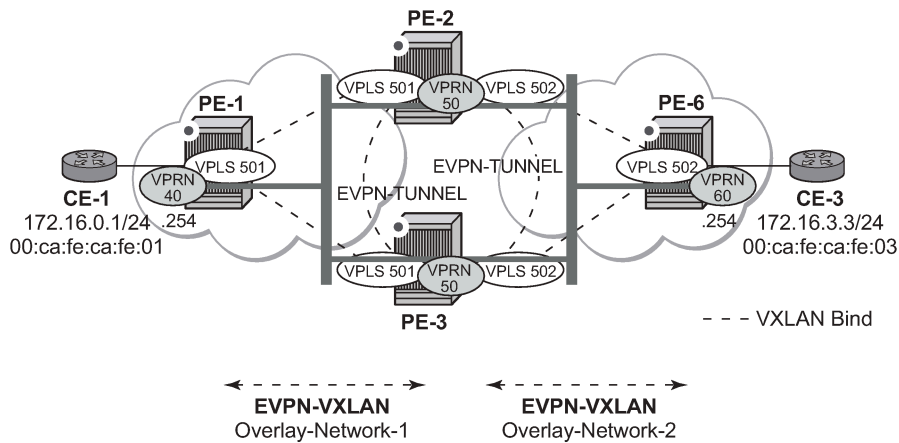 PE-2
VPLS 501
VPRN
50
VPLS 502
PE-1
PE-6
VPLS 501
EVPN-TUNNEL
VPLS 502
CE-1
VPRN
40
EVPN-TUNNEL
VPRN
60
CE-3
172.16.0.1/24
.254
.254
172.16.3.3/24
00:ca:fe:ca:fe:01
00:ca:fe:ca:fe:03
VPLS 501
VPRN
50
VPLS 502
PE-3
VXLAN Bind
EVPN-VXLAN
Overlay-Network-1
EVPN-VXLAN
Overlay-Network-2